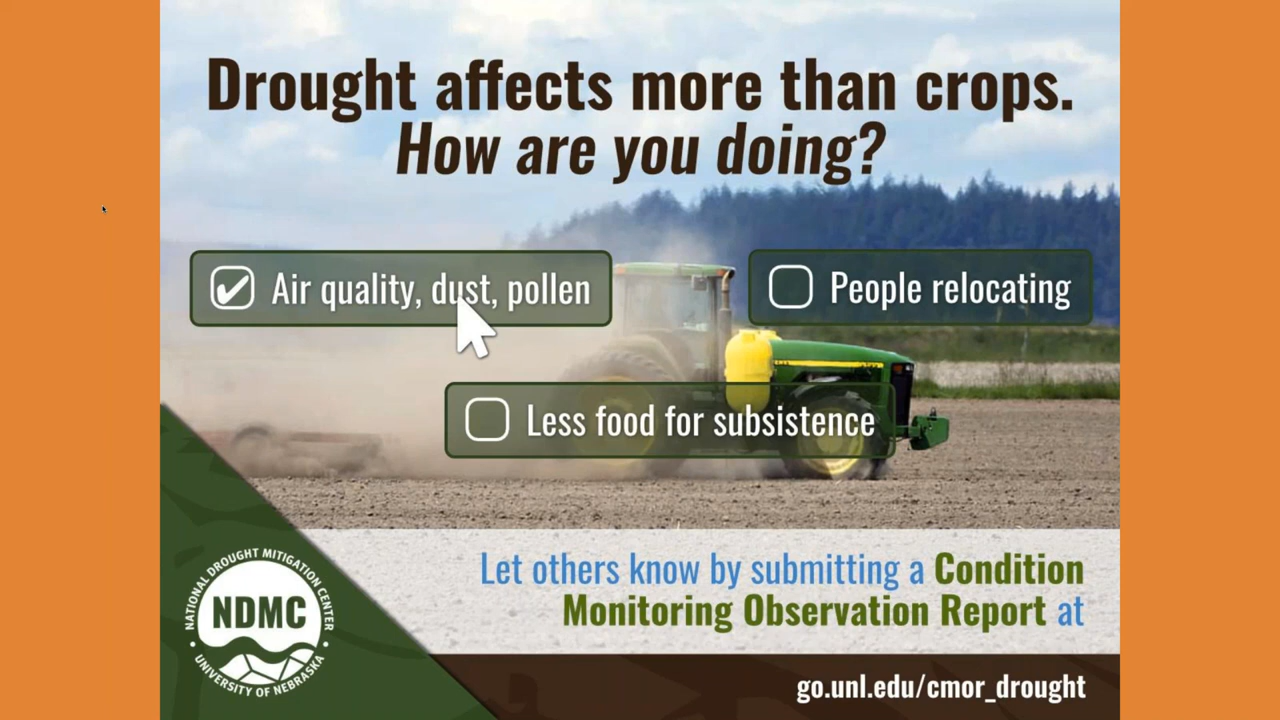 Drought affects more than crops.
How are you doing?
Air quality, dust, pollen
People relocating
Less food for subsistence
Let others know by submitting a Condition
Monitoring Observation Report at
go.unl.edu/cmor_drought
NATIONAL DROUGHT MITIGATION CENTER
NDMC
UNIVERSITY OF NEBRASKA